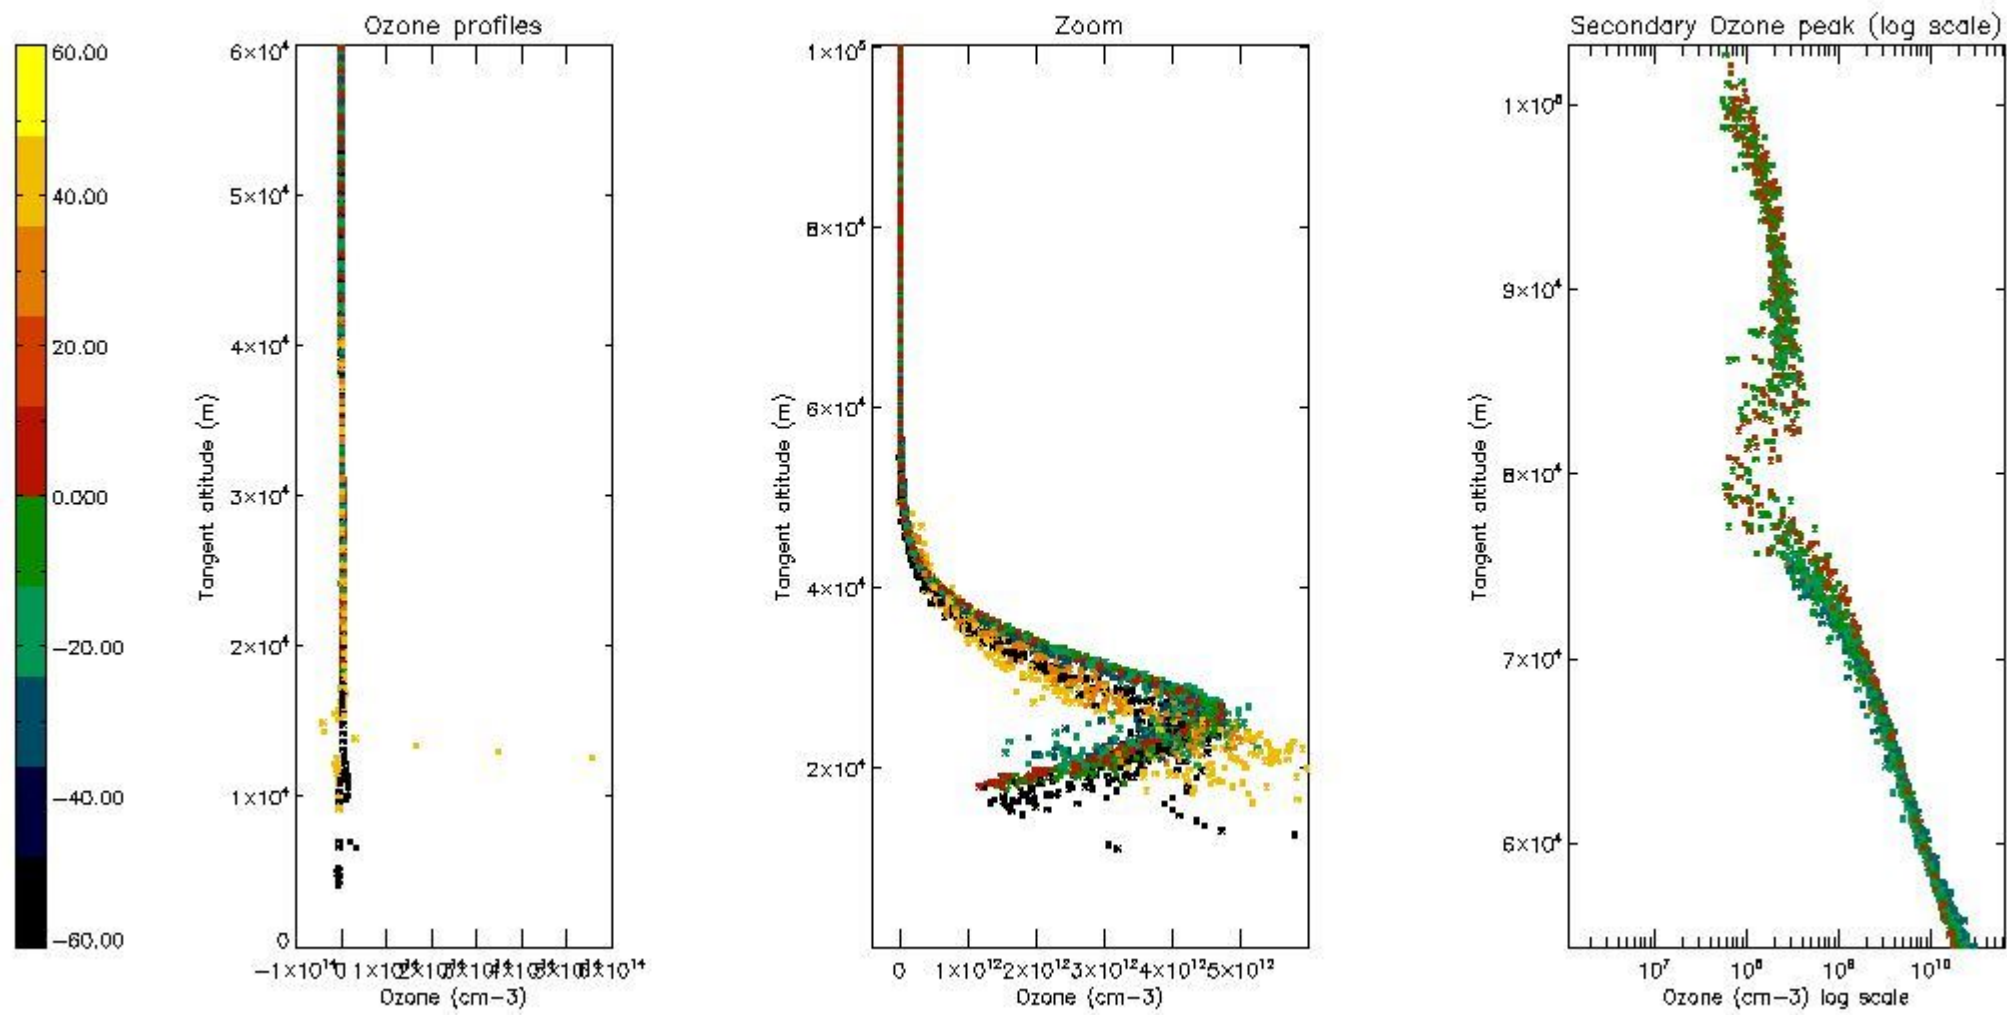 Ozone profiles
Zoom
Secondary Ozone peak (log scale)
60.00
40.00
20.00
−20.00
−40.00
−60.00
6×10⁴
5×10⁴
4×10⁴
3×10⁴
2×10⁴
1×10⁴
0
Tangent altitude (m)
−1×10¹⁴
0
Ozone (cm−3)
1×10⁵
8×10⁴
6×10⁴
4×10⁴
2×10⁴
Tangent altitude (m)
0 1×10¹² 2×10¹² 3×10¹² 4×10¹² 5×10¹²
Ozone (cm−3)
9×10⁴
8×10⁴
7×10⁴
6×10⁴
Tangent altitude (m)
10⁷ 10⁸ 10⁹ 10¹⁰
Ozone (cm−3) log scale